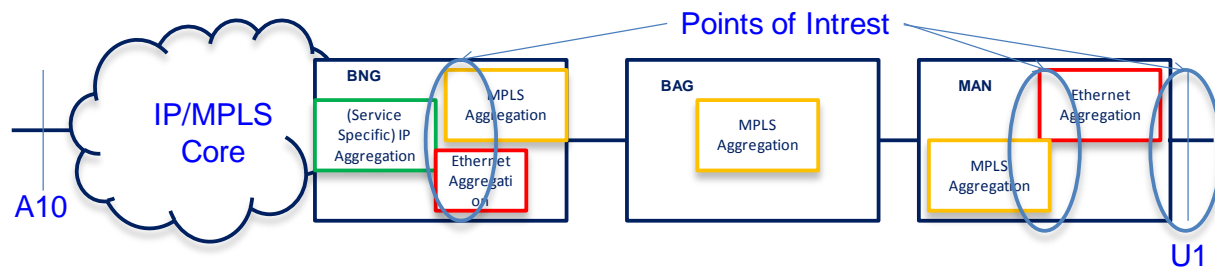 Points of Intrest
BNG
MPLS
Aggregation
(Service
Specific) IP
Aggregation
Ethernet
Aggregati
on
BAG
MPLS
Aggregation
MAN
Ethernet
Aggregation
MPLS
Aggregation
IP/MPLS
Core
A10
U1